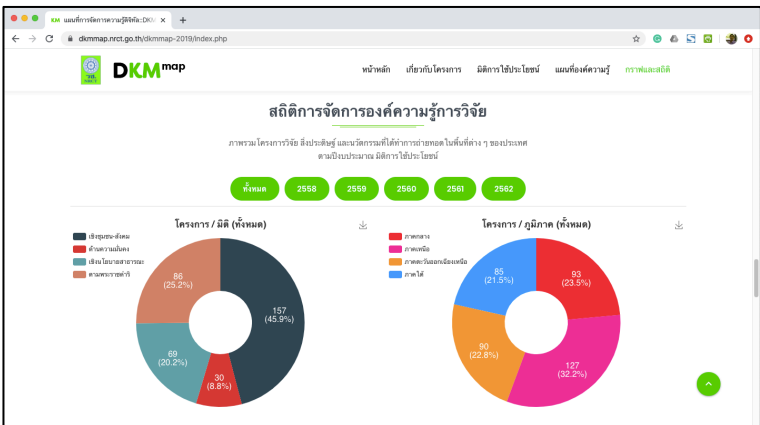 KM แผนที่การจัดการความรู้ดิจิทัล::DKM
dkmmap.nrct.go.th/dkmmap-2019/index.php
วช.
NRCT
DKMmap
หน้าหลัก เกี่ยวกับโครงการ มิติการใช้ประโยชน์ แผนที่องค์ความรู้ กราฟและสถิติ
สถิติการจัดการองค์ความรู้การวิจัย
ภาพรวมโครงการวิจัย สิ่งประดิษฐ์ และนวัตกรรมที่ได้ทำการถ่ายทอดในพื้นที่ต่าง ๆ ของประเทศ
ตามปีงบประมาณ มิติการใช้ประโยชน์
ทั้งหมด 2558 2559 2560 2561 2562
โครงการ / มิติ (ทั้งหมด)
เชิงชุมชน-สังคม
ด้านความมั่นคง
เชิงนโยบายสาธารณะ
ตามพระราชดำริ
86
(25.2%)
157
(45.9%)
69
(20.2%)
30
(8.8%)
โครงการ / ภูมิภาค (ทั้งหมด)
ภาคกลาง
ภาคเหนือ
ภาคตะวันออกเฉียงเหนือ
ภาคใต้
85
(21.5%)
93
(23.5%)
90
(22.8%)
127
(32.2%)